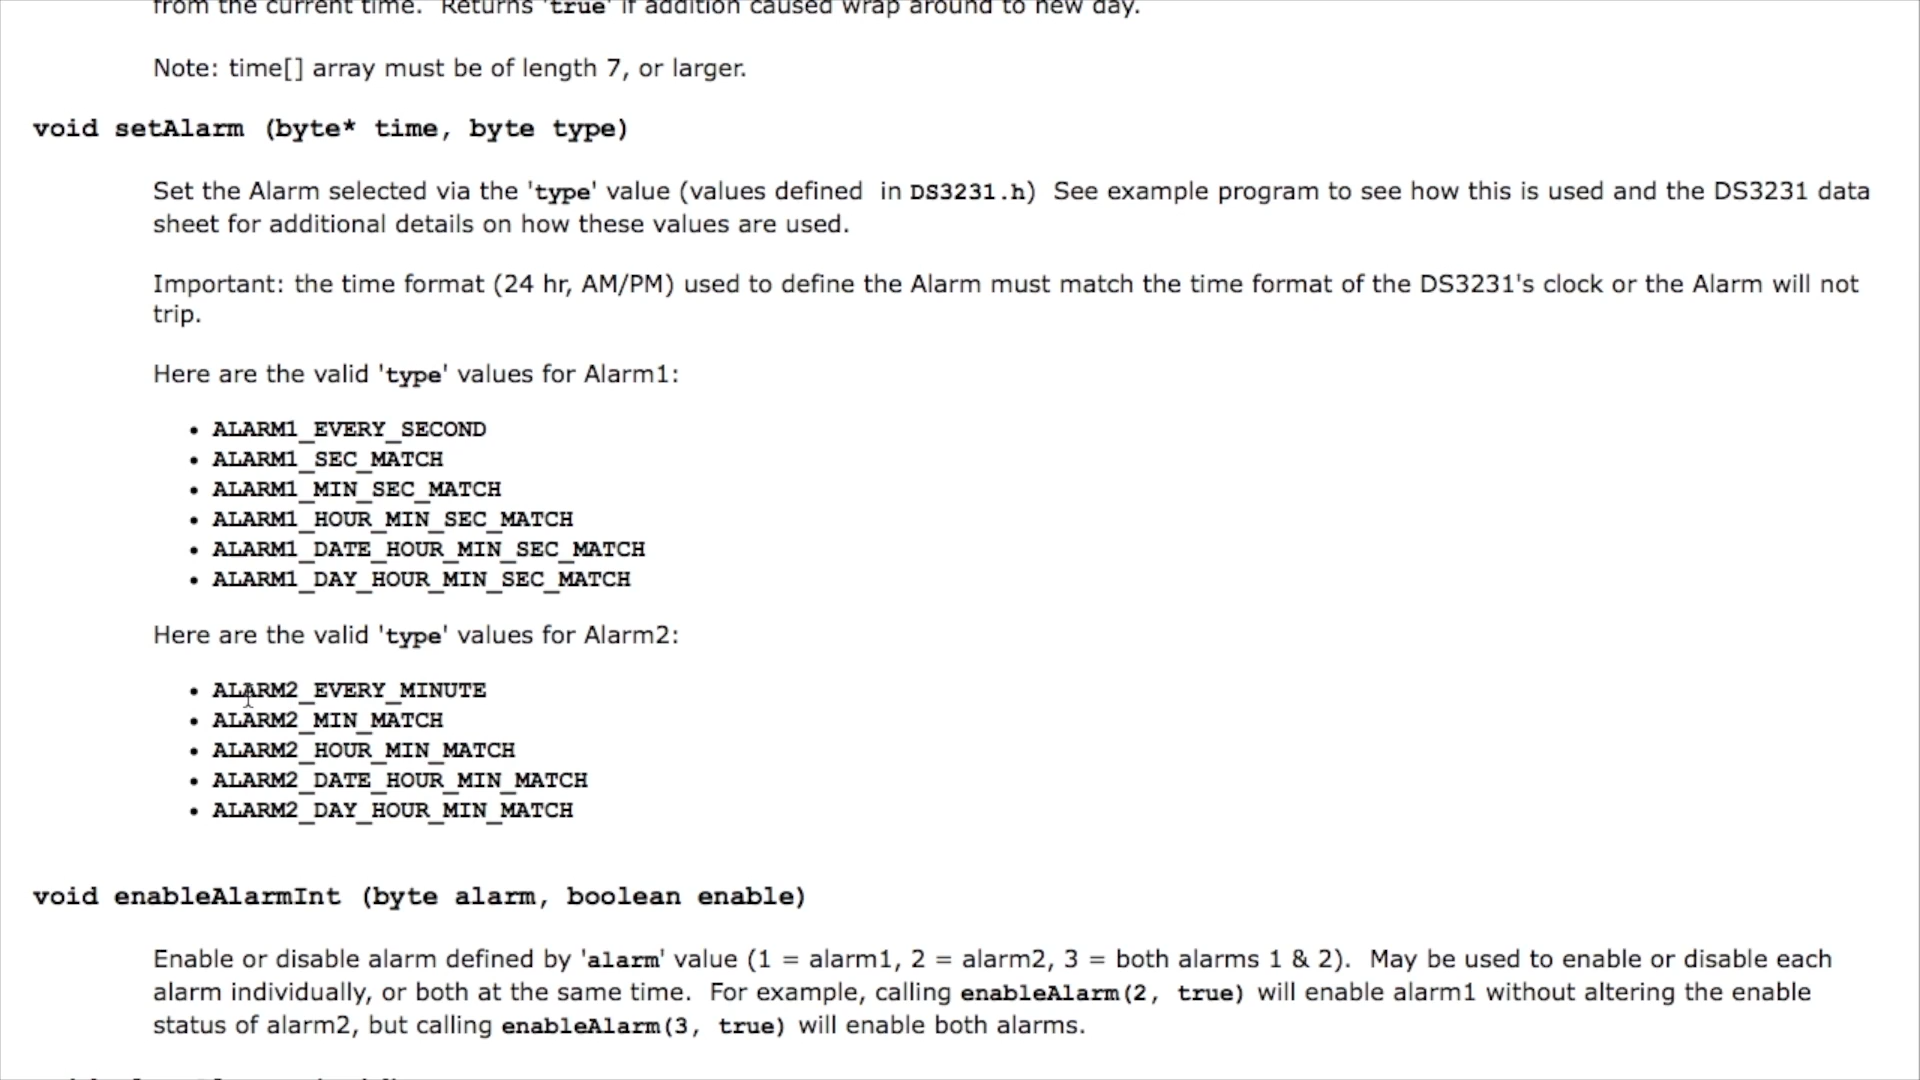 from the current time.  Returns 'true' if addition caused wrap around to new day.
Note: time[] array must be of length 7, or larger.
void setAlarm (byte* time, byte type)
Set the Alarm selected via the 'type' value (values defined  in DS3231.h)  See example program to see how this is used and the DS3231 data
sheet for additional details on how these values are used.
Important: the time format (24 hr, AM/PM) used to define the Alarm must match the time format of the DS3231's clock or the Alarm will not
trip.
Here are the valid 'type' values for Alarm1:
• ALARM1_EVERY_SECOND
• ALARM1_SEC_MATCH
• ALARM1_MIN_SEC_MATCH
• ALARM1_HOUR_MIN_SEC_MATCH
• ALARM1_DATE_HOUR_MIN_SEC_MATCH
• ALARM1_DAY_HOUR_MIN_SEC_MATCH
Here are the valid 'type' values for Alarm2:
• ALARM2_EVERY_MINUTE
• ALARM2_MIN_MATCH
• ALARM2_HOUR_MIN_MATCH
• ALARM2_DATE_HOUR_MIN_MATCH
• ALARM2_DAY_HOUR_MIN_MATCH
void enableAlarmInt (byte alarm, boolean enable)
Enable or disable alarm defined by 'alarm' value (1 = alarm1, 2 = alarm2, 3 = both alarms 1 & 2).  May be used to enable or disable each
alarm individually, or both at the same time.  For example, calling enableAlarm(2, true) will enable alarm1 without altering the enable
status of alarm2, but calling enableAlarm(3, true) will enable both alarms.